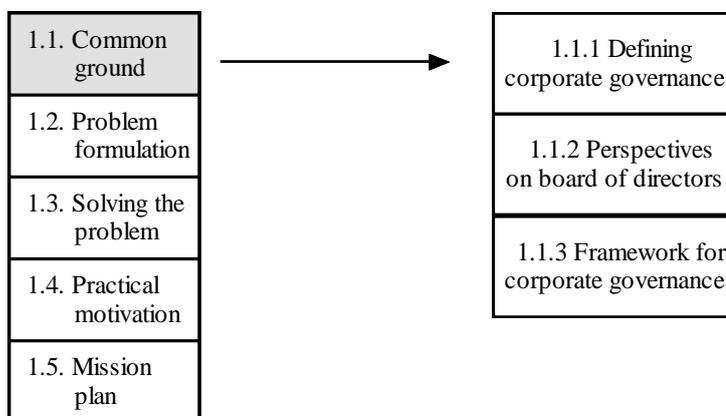 1.1. Common
ground
1.2. Problem
formulation
1.3. Solving the
problem
1.4. Practical
motivation
1.5. Mission
plan
1.1.1 Defining
corporate governance
1.1.2 Perspectives
on board of directors
1.1.3 Framework for
corporate governance